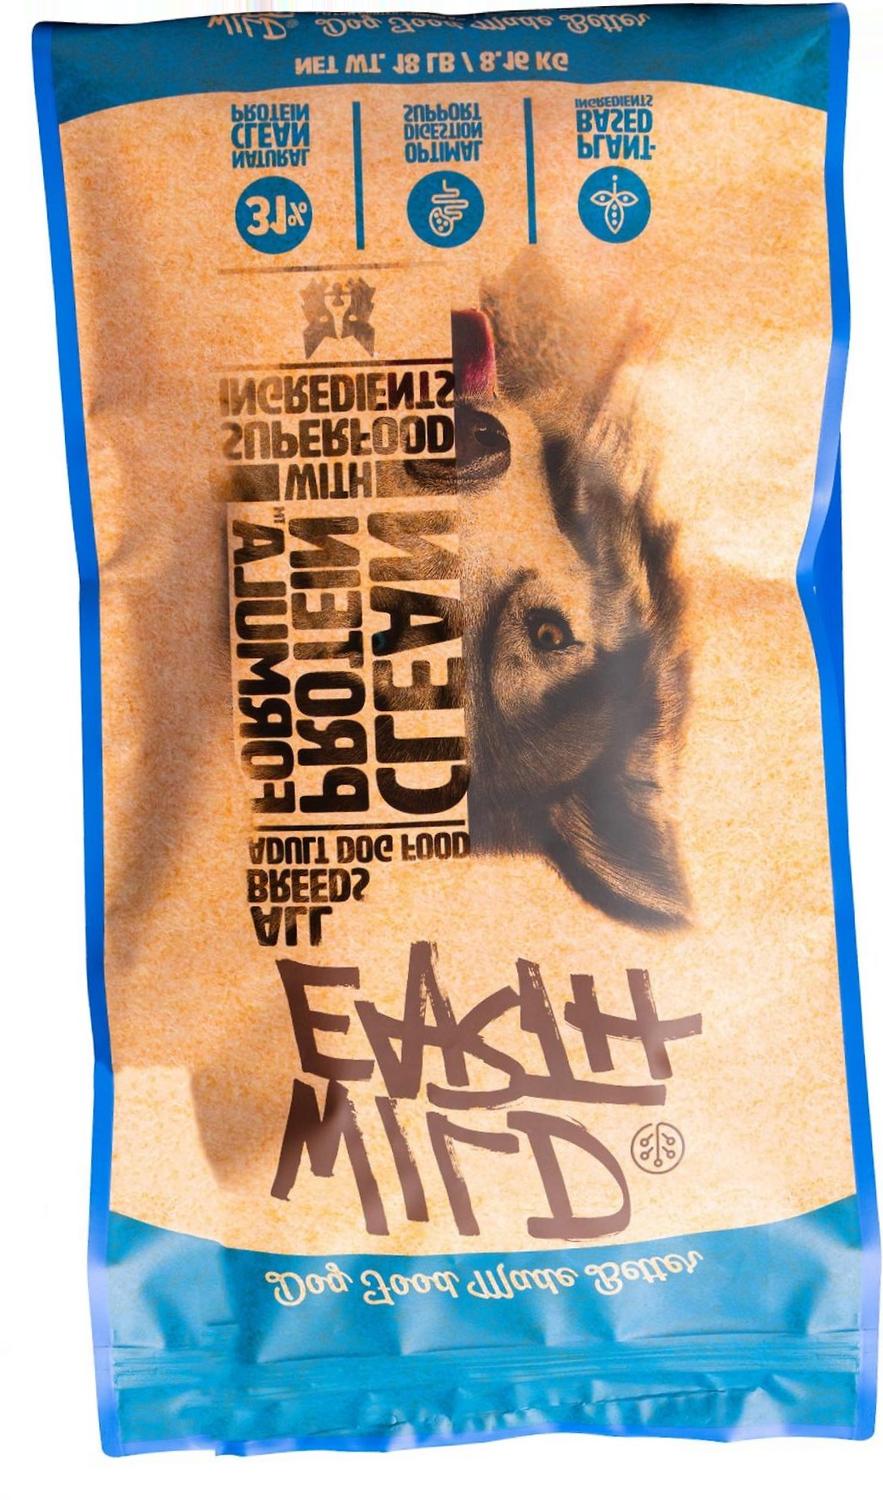 Dog Food Made Better
WILD
EARTH
ALL
BREEDS
ADULT DOG FOOD
CLEAN
PROTEIN
FORMULA™
WITH
SUPERFOOD
INGREDIENTS
31%
NATURAL
CLEAN
PROTEIN
OPTIMAL
DIGESTION
SUPPORT
PLANT-
BASED
INGREDIENTS
NET WT. 18 LB / 8.16 KG
WILD® Dog Food Made Better